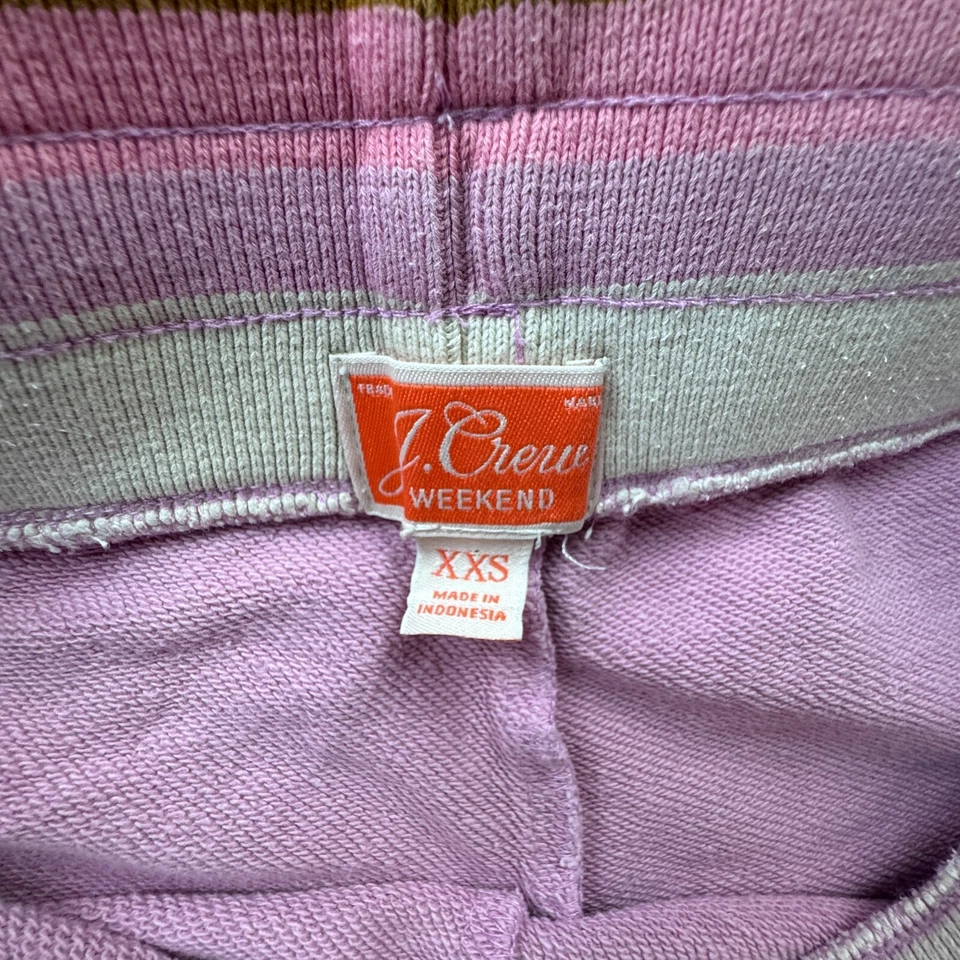 J.Crew
WEEKEND
XXS
MADE IN
INDONESIA